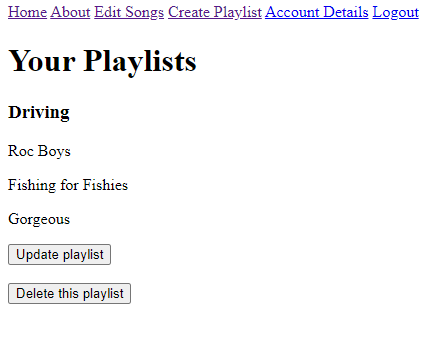 Home About Edit Songs Create Playlist Account Details Logout
Your Playlists
Driving
Roc Boys
Fishing for Fishies
Gorgeous
Update playlist
Delete this playlist